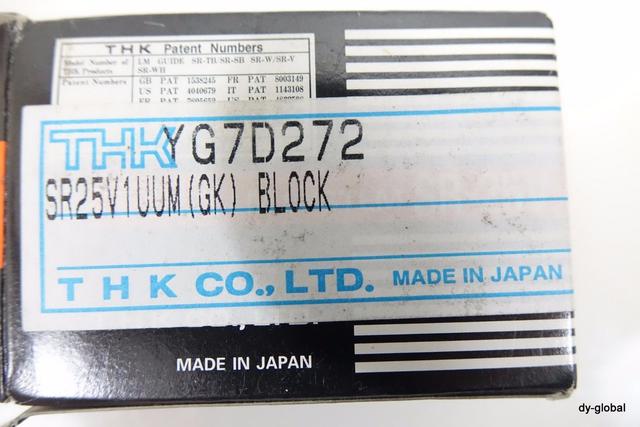 THK Patent Numbers
Model Number of THK Products LM GUIDE SR-TB/SR-SB SR-W/SR-V SR-WH
Patent Numbers GB PAT 1538245 FR PAT 8003149
US PAT 4040679 IT PAT 1143108
THK YG7D272
SR25V1UUM(GK) BLOCK
THK CO., LTD. MADE IN JAPAN
MADE IN JAPAN
dy-global